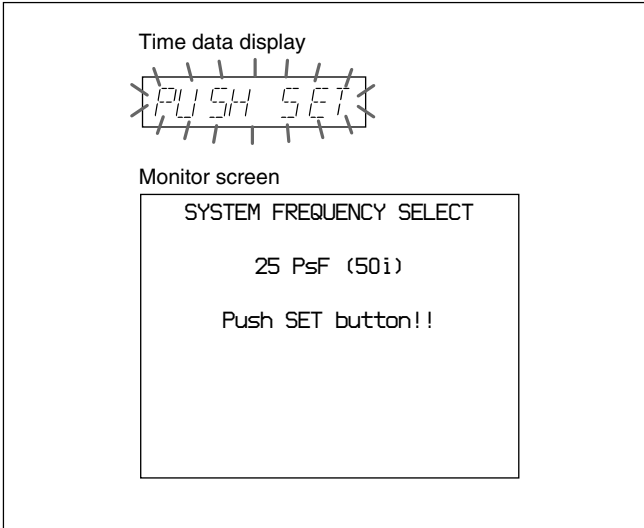 Time data display
PUSH SET
Monitor screen
SYSTEM FREQUENCY SELECT
25 PsF (50i)
Push SET button!!